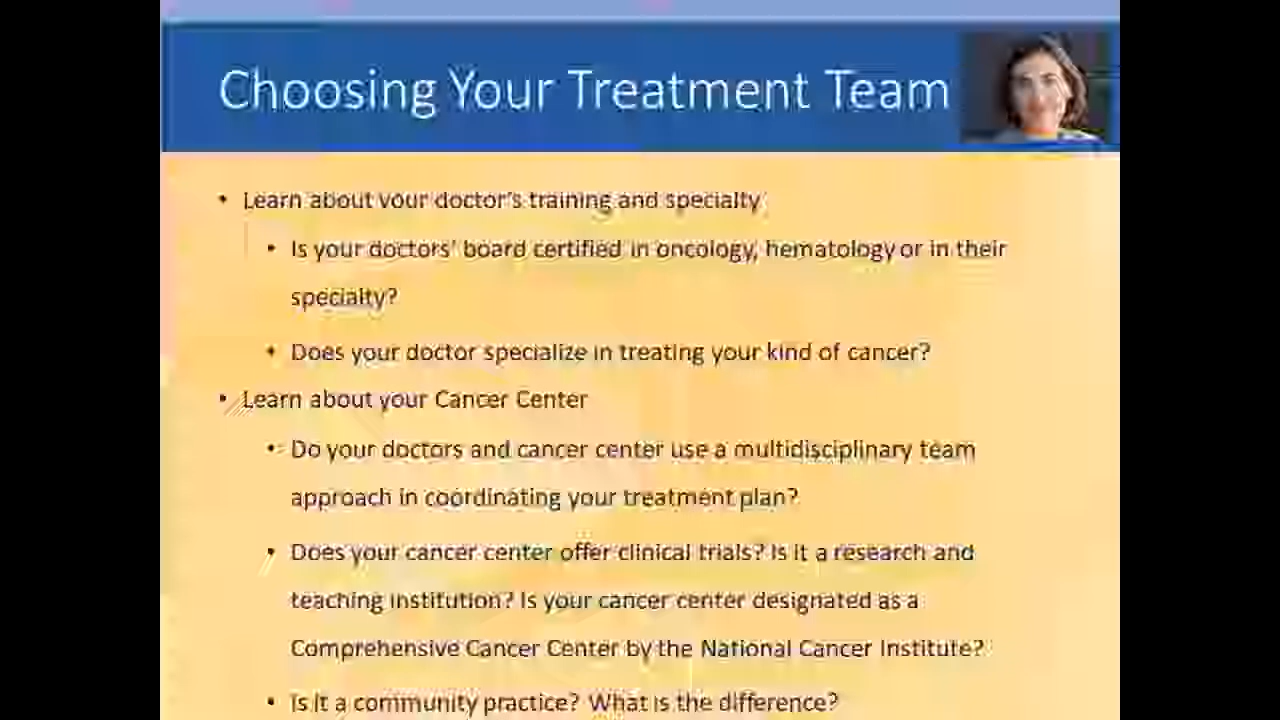 Choosing Your Treatment Team
• Learn about your doctor's training and specialty
• Is your doctors' board certified in oncology, hematology or in their
specialty?
• Does your doctor specialize in treating your kind of cancer?
• Learn about your Cancer Center
• Do your doctors and cancer center use a multidisciplinary team
approach in coordinating your treatment plan?
• Does your cancer center offer clinical trials? Is it a research and
teaching institution? Is your cancer center designated as a
Comprehensive Cancer Center by the National Cancer Institute?
• Is it a community practice? What is the difference?